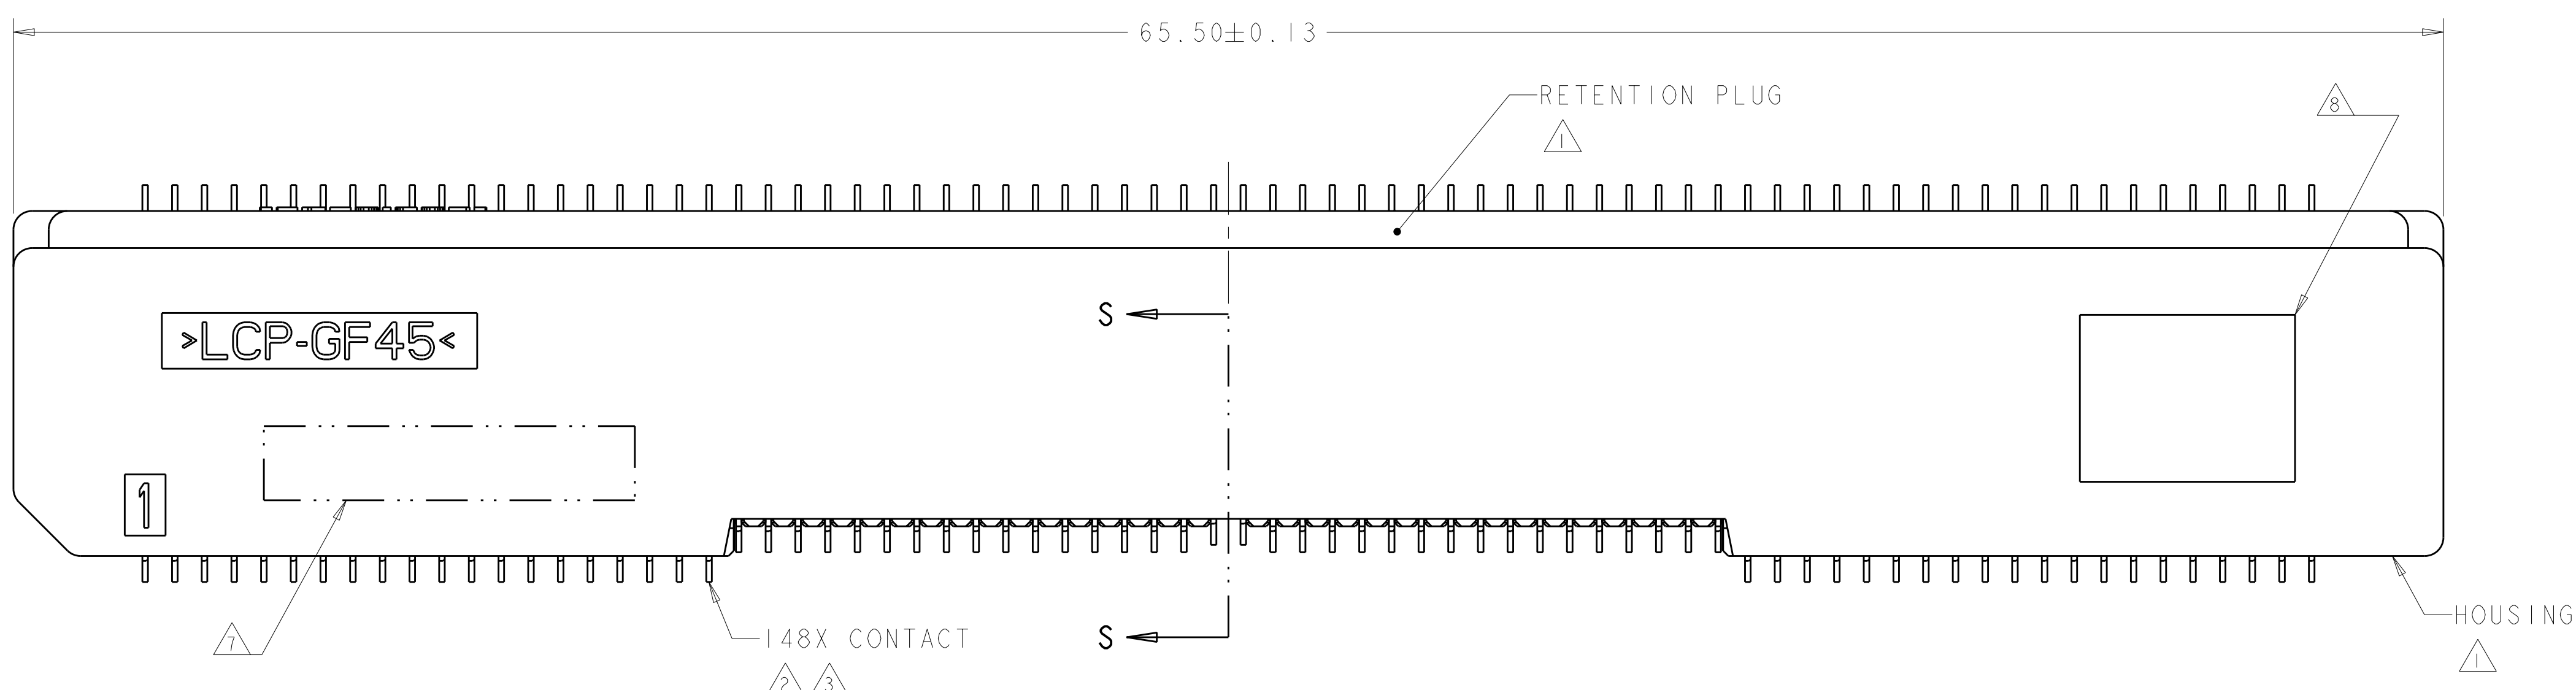 65.50±0.13
RETENTION PLUG
1
8
S
>LCP-GF45<
1
7
148X CONTACT
2 3
S
HOUSING
1